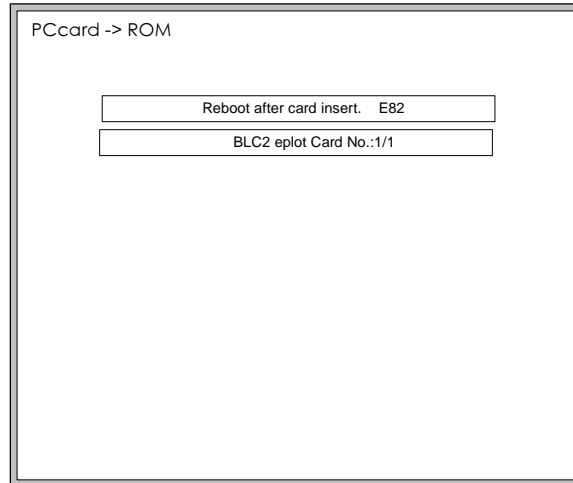 PCcard -> ROM
Reboot after card insert. E82
BLC2 eplot Card No.:1/1